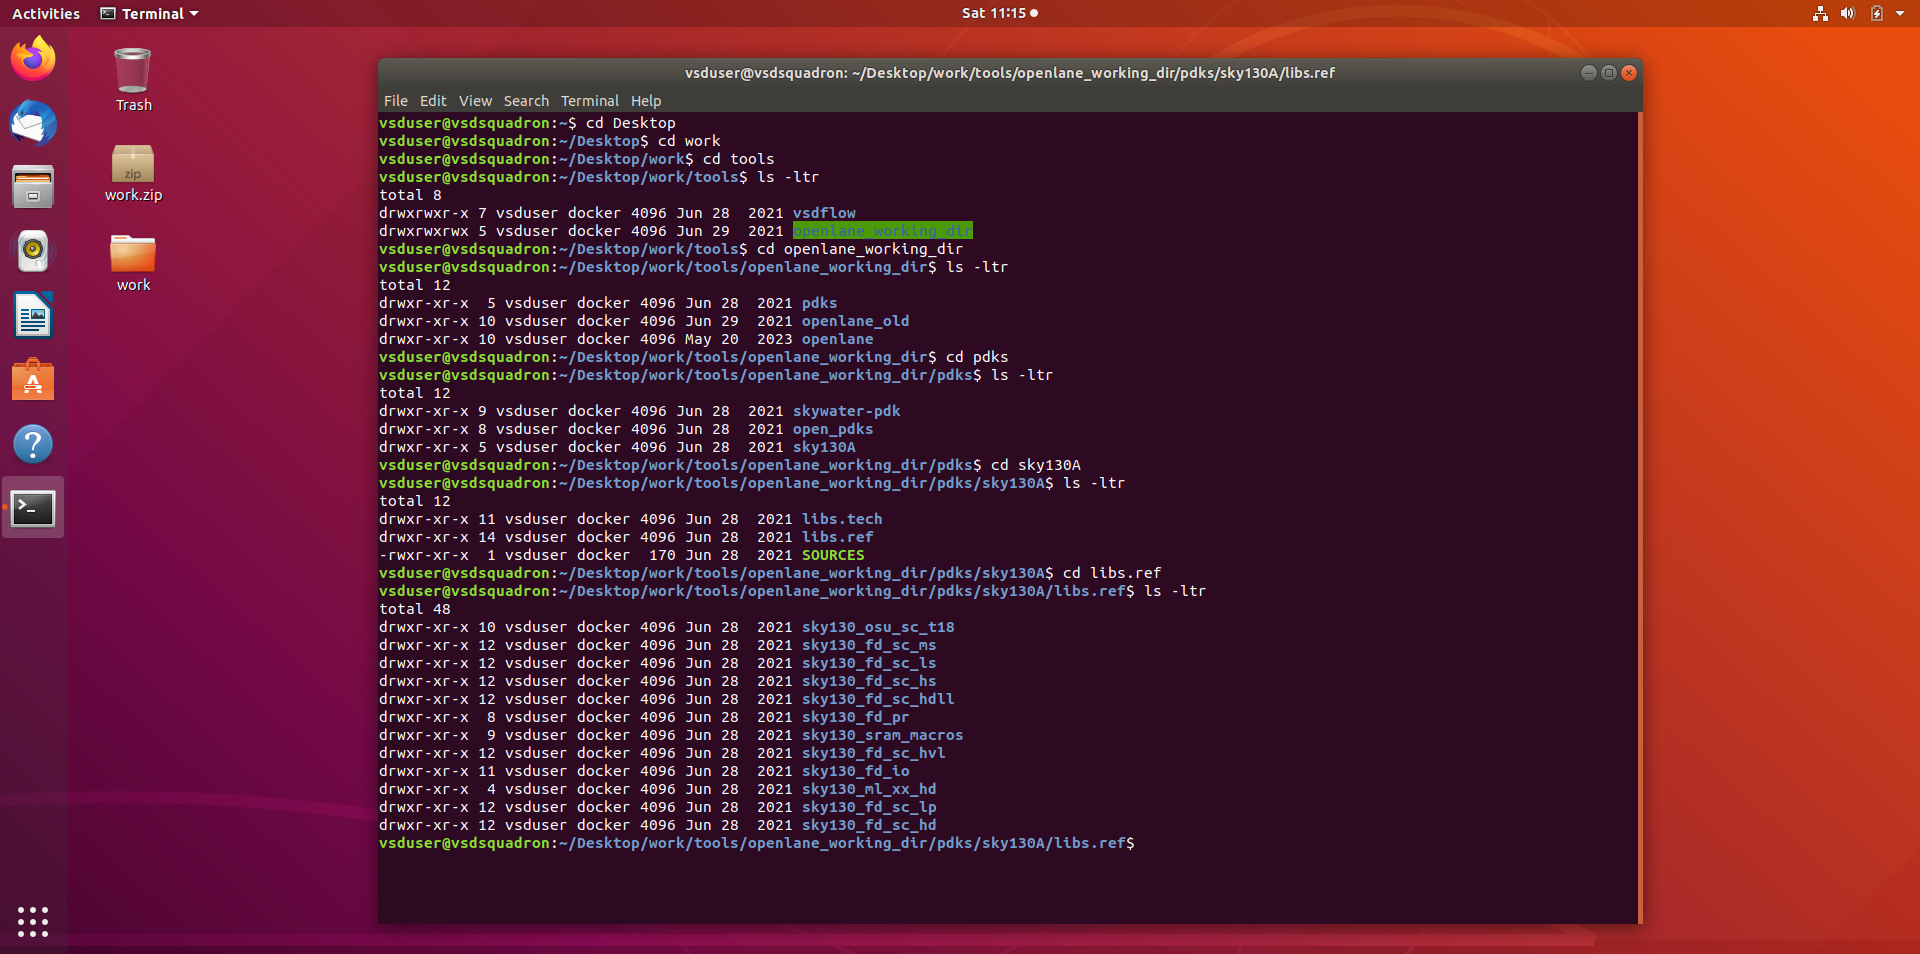 Activities
Terminal
Sat 11:15
Trash
zip
work.zip
work
vsduser@vsdsquadron: ~/Desktop/work/tools/openlane_working_dir/pdks/sky130A/libs.ref
File Edit View Search Terminal Help
vsduser@vsdsquadron:~$ cd Desktop
vsduser@vsdsquadron:~/Desktop$ cd work
vsduser@vsdsquadron:~/Desktop/work$ cd tools
vsduser@vsdsquadron:~/Desktop/work/tools$ ls -ltr
total 8
drwxrwxr-x 7 vsduser docker 4096 Jun 28  2021 vsdflow
drwxrwxrwx 5 vsduser docker 4096 Jun 29  2021 openlane_working_dir
vsduser@vsdsquadron:~/Desktop/work/tools$ cd openlane_working_dir
vsduser@vsdsquadron:~/Desktop/work/tools/openlane_working_dir$ ls -ltr
total 12
drwxr-xr-x  5 vsduser docker 4096 Jun 28  2021 pdks
drwxr-xr-x 10 vsduser docker 4096 Jun 29  2021 openlane_old
drwxr-xr-x 10 vsduser docker 4096 May 20  2023 openlane
vsduser@vsdsquadron:~/Desktop/work/tools/openlane_working_dir$ cd pdks
vsduser@vsdsquadron:~/Desktop/work/tools/openlane_working_dir/pdks$ ls -ltr
total 12
drwxr-xr-x 9 vsduser docker 4096 Jun 28  2021 skywater-pdk
drwxr-xr-x 8 vsduser docker 4096 Jun 28  2021 open_pdks
drwxr-xr-x 5 vsduser docker 4096 Jun 28  2021 sky130A
vsduser@vsdsquadron:~/Desktop/work/tools/openlane_working_dir/pdks$ cd sky130A
vsduser@vsdsquadron:~/Desktop/work/tools/openlane_working_dir/pdks/sky130A$ ls -ltr
total 12
drwxr-xr-x 11 vsduser docker 4096 Jun 28  2021 libs.tech
drwxr-xr-x 14 vsduser docker 4096 Jun 28  2021 libs.ref
-rwxr-xr-x  1 vsduser docker  170 Jun 28  2021 SOURCES
vsduser@vsdsquadron:~/Desktop/work/tools/openlane_working_dir/pdks/sky130A$ cd libs.ref
vsduser@vsdsquadron:~/Desktop/work/tools/openlane_working_dir/pdks/sky130A/libs.ref$ ls -ltr
total 48
drwxr-xr-x 10 vsduser docker 4096 Jun 28  2021 sky130_osu_sc_t18
drwxr-xr-x 12 vsduser docker 4096 Jun 28  2021 sky130_fd_sc_ms
drwxr-xr-x 12 vsduser docker 4096 Jun 28  2021 sky130_fd_sc_ls
drwxr-xr-x 12 vsduser docker 4096 Jun 28  2021 sky130_fd_sc_hs
drwxr-xr-x 12 vsduser docker 4096 Jun 28  2021 sky130_fd_sc_hdll
drwxr-xr-x  8 vsduser docker 4096 Jun 28  2021 sky130_fd_pr
drwxr-xr-x  9 vsduser docker 4096 Jun 28  2021 sky130_sram_macros
drwxr-xr-x 12 vsduser docker 4096 Jun 28  2021 sky130_fd_sc_hvl
drwxr-xr-x 11 vsduser docker 4096 Jun 28  2021 sky130_fd_io
drwxr-xr-x  4 vsduser docker 4096 Jun 28  2021 sky130_ml_xx_hd
drwxr-xr-x 12 vsduser docker 4096 Jun 28  2021 sky130_fd_sc_lp
drwxr-xr-x 12 vsduser docker 4096 Jun 28  2021 sky130_fd_sc_hd
vsduser@vsdsquadron:~/Desktop/work/tools/openlane_working_dir/pdks/sky130A/libs.ref$